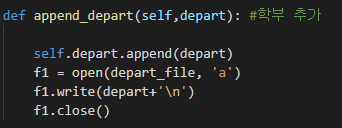 def append_depart(self,depart): #학부 추가
self.depart.append(depart)
f1 = open(depart_file, 'a')
f1.write(depart+'\n')
f1.close()